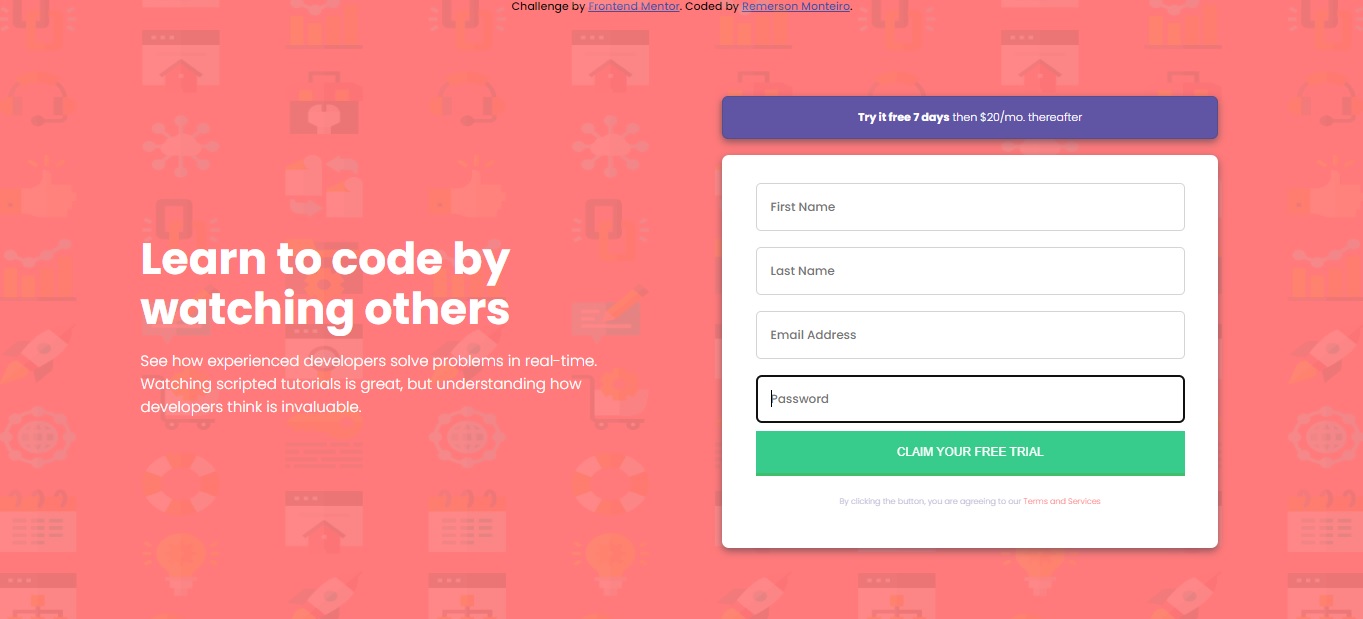 Challenge by Frontend Mentor. Coded by Remerson Monteiro.
Try it free 7 days then $20/mo. thereafter
Learn to code by
watching others
See how experienced developers solve problems in real-time.
Watching scripted tutorials is great, but understanding how
developers think is invaluable.
First Name
Last Name
Email Address
Password
CLAIM YOUR FREE TRIAL
By clicking the button, you are agreeing to our Terms and Services